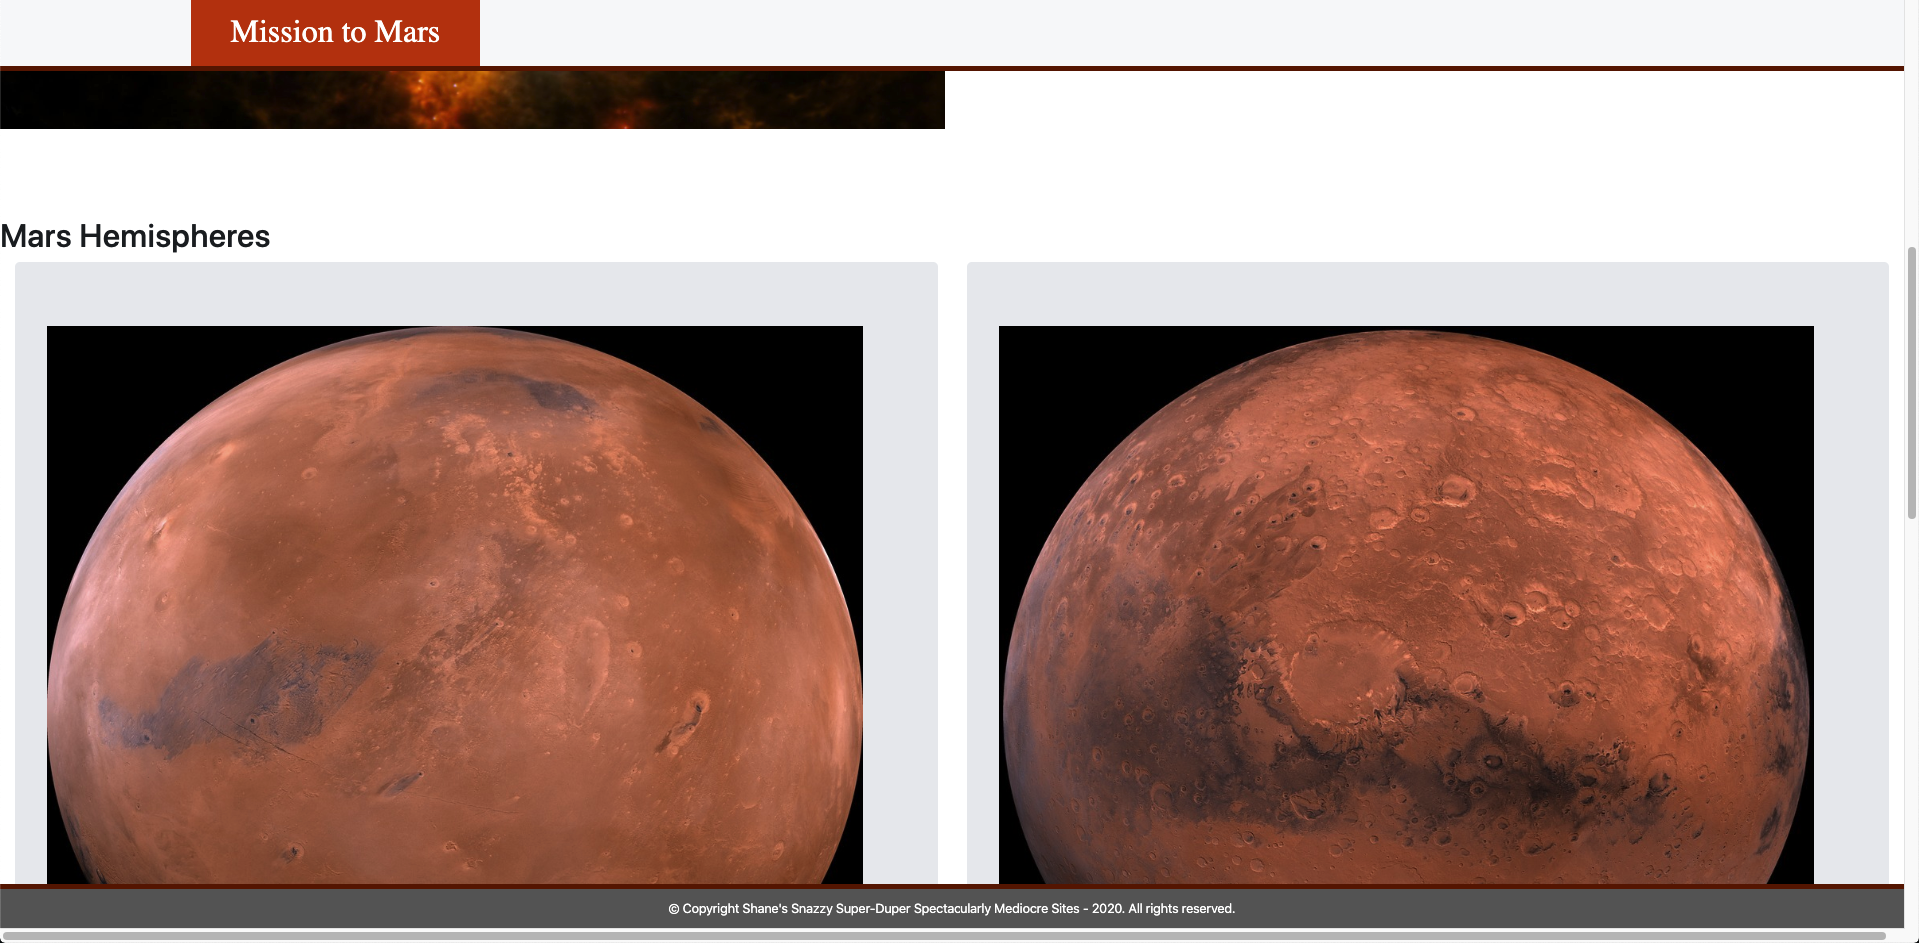 Mission to Mars
Mars Hemispheres
© Copyright Shane's Snazzy Super-Duper Spectacularly Mediocre Sites - 2020. All rights reserved.